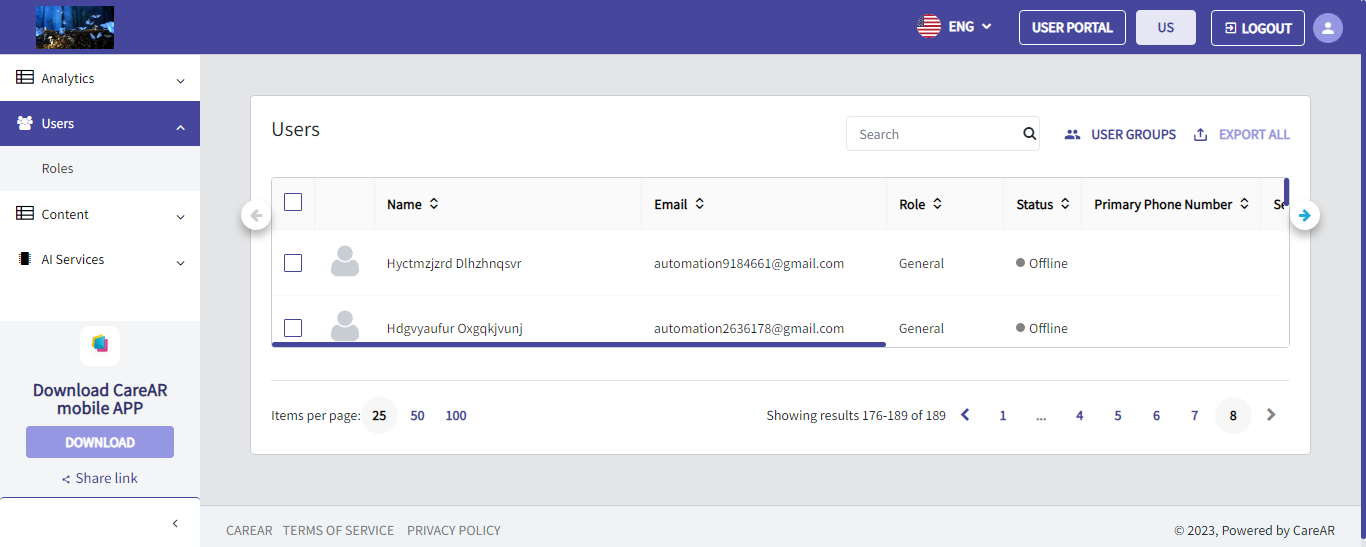 ENG
USER PORTAL
US
LOGOUT
Analytics
Users
Roles
Content
AI Services
Download CareAR
mobile APP
DOWNLOAD
Share link
Users
Search
USER GROUPS
EXPORT ALL
Name Email Role Status Primary Phone Number Se
Hyctmzjzrd Dlhzhnqsvr automation9184661@gmail.com General Offline
Hdgvyaufur Oxgqkjvunj automation2636178@gmail.com General Offline
Items per page: 25 50 100
Showing results 176-189 of 189 1 ... 4 5 6 7 8
CAREAR TERMS OF SERVICE PRIVACY POLICY
© 2023, Powered by CareAR